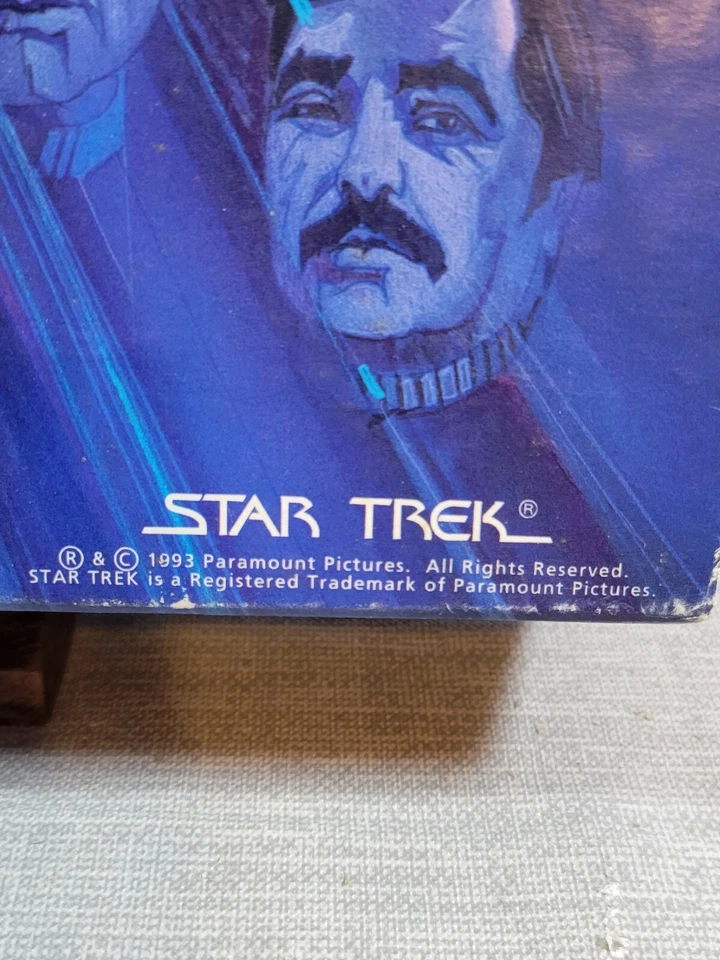 STAR TREK®
® & © 1993 Paramount Pictures. All Rights Reserved.
STAR TREK is a Registered Trademark of Paramount Pictures.